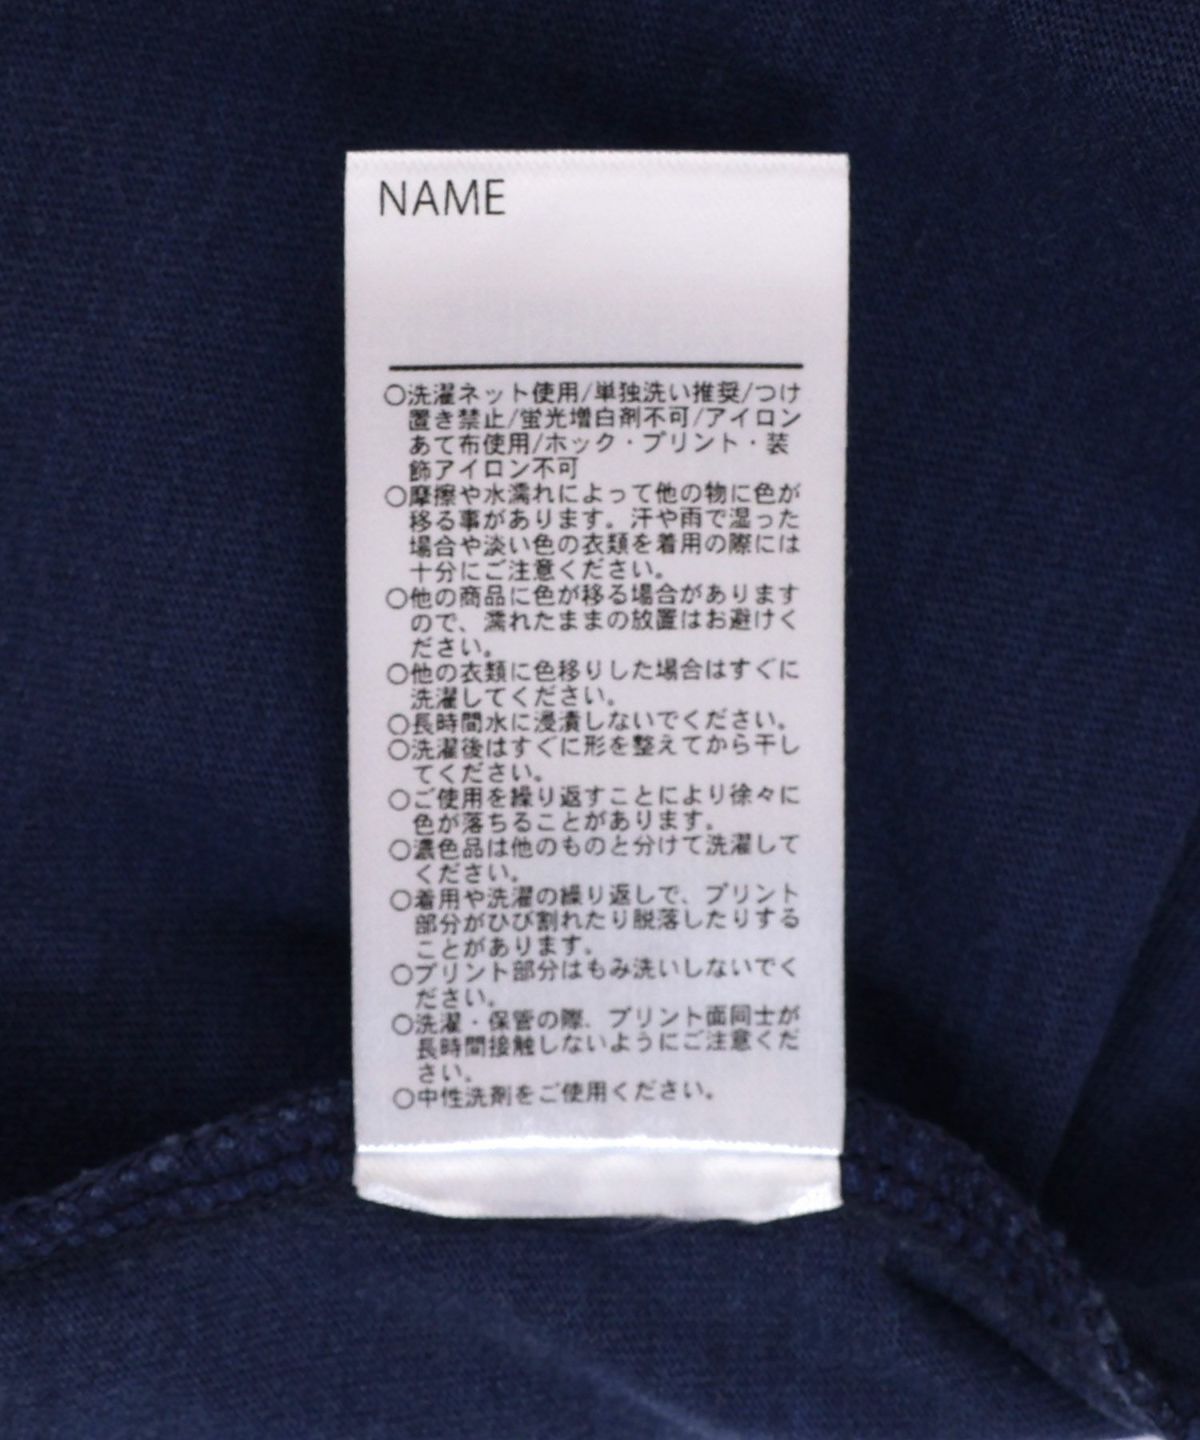 NAME
○洗濯ネット使用/単独洗い推奨/つけ
置き禁止/蛍光増白剤不可/アイロン
あて布使用/ホック・プリント・装
飾アイロン不可
○摩擦や水濡れによって他の物に色が
移る事があります。汗や雨で湿った
場合や淡い色の衣類を着用の際には
十分にご注意ください。
○他の商品に色が移る場合があります
ので、濡れたままの放置はお避けく
ださい。
○他の衣類に色移りした場合はすぐに
洗濯してください。
○長時間水に浸漬しないでください。
○洗濯後はすぐに形を整えてから干し
てください。
○ご使用を繰り返すことにより徐々に
色が落ちることがあります。
○濃色品は他のものと分けて洗濯して
ください。
○着用や洗濯の繰り返しで、プリント
部分がひび割れたり脱落したりする
ことがあります。
○プリント部分はもみ洗いしないでく
ださい。
○洗濯・保管の際、プリント面同士が
長時間接触しないようにご注意くだ
さい。
○中性洗剤をご使用ください。